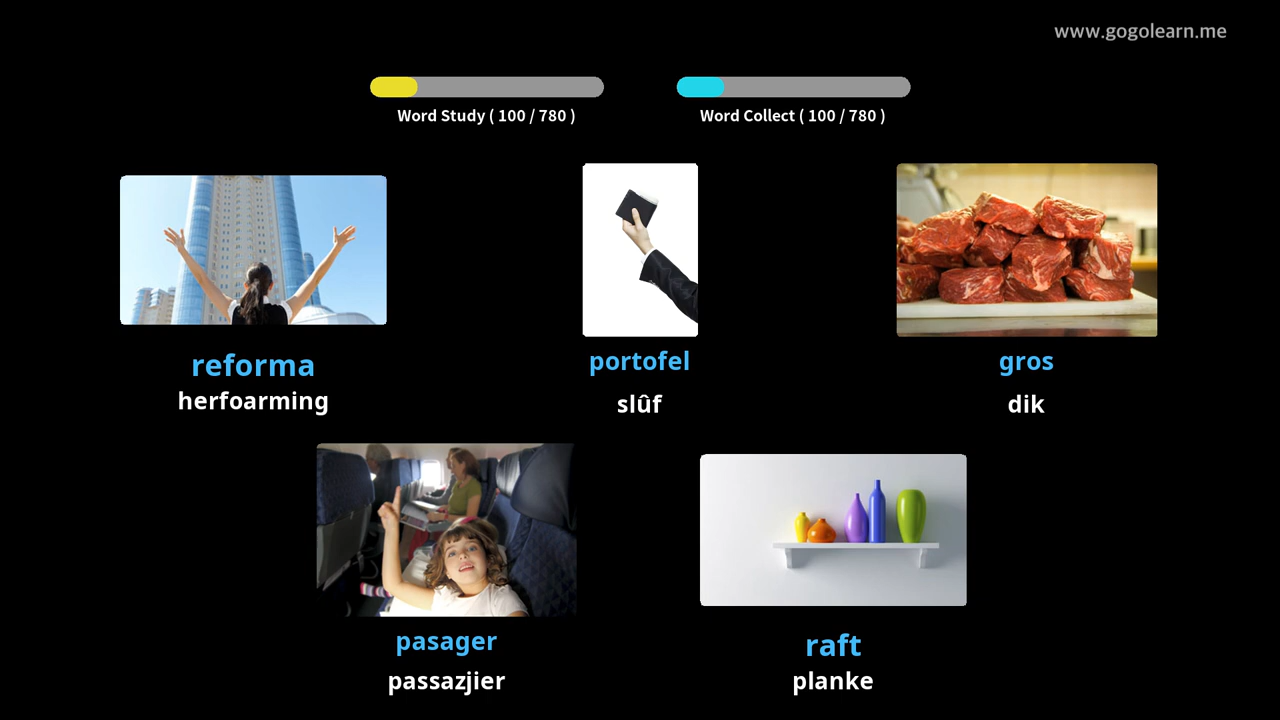 www.gogolearn.me
Word Study ( 100 / 780 )
Word Collect ( 100 / 780 )
reforma
herfoarming
portofel
slûf
gros
dik
pasager
passazjier
raft
planke